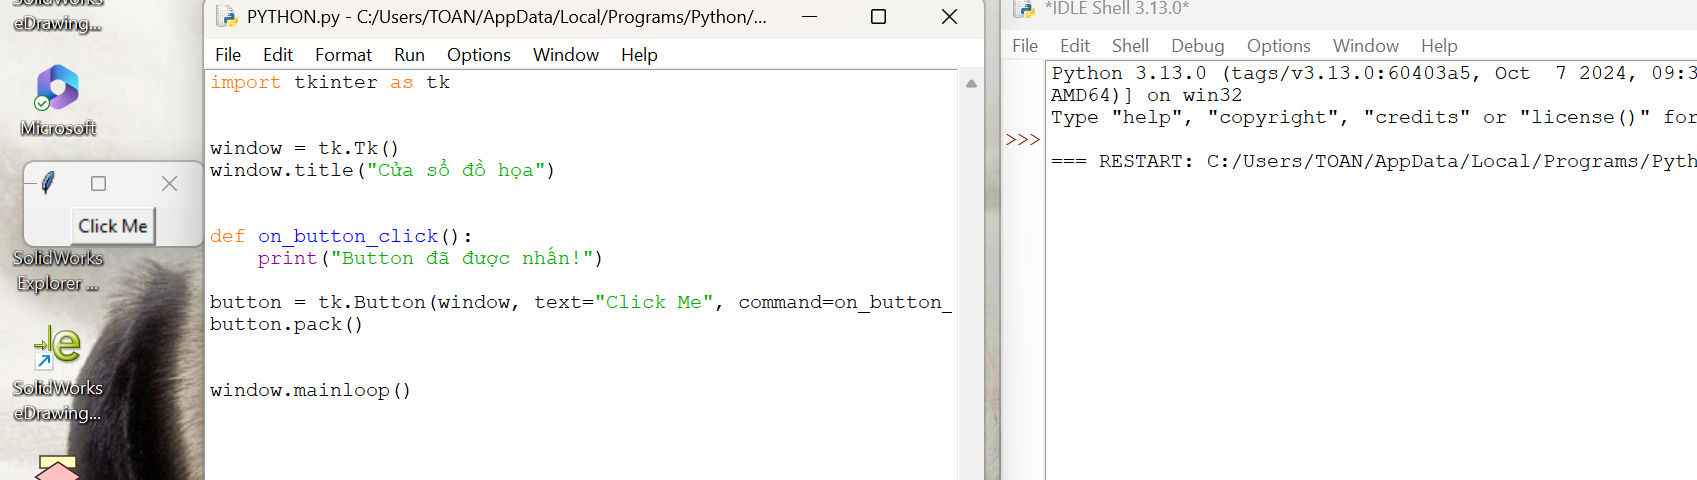 SolidWorks
eDrawing...
Microsoft
Click Me
SolidWorks
Explorer ...
SolidWorks
eDrawing...
PYTHON.py - C:/Users/TOAN/AppData/Local/Programs/Python/...
File Edit Format Run Options Window Help
import tkinter as tk
window = tk.Tk()
window.title("Cửa sổ đồ họa")
def on_button_click():
    print("Button đã được nhấn!")
button = tk.Button(window, text="Click Me", command=on_button_
button.pack()
window.mainloop()
*IDLE Shell 3.13.0*
File Edit Shell Debug Options Window Help
Python 3.13.0 (tags/v3.13.0:60403a5, Oct  7 2024, 09:3
AMD64)] on win32
Type "help", "copyright", "credits" or "license()" for
>>>
=== RESTART: C:/Users/TOAN/AppData/Local/Programs/Pyth